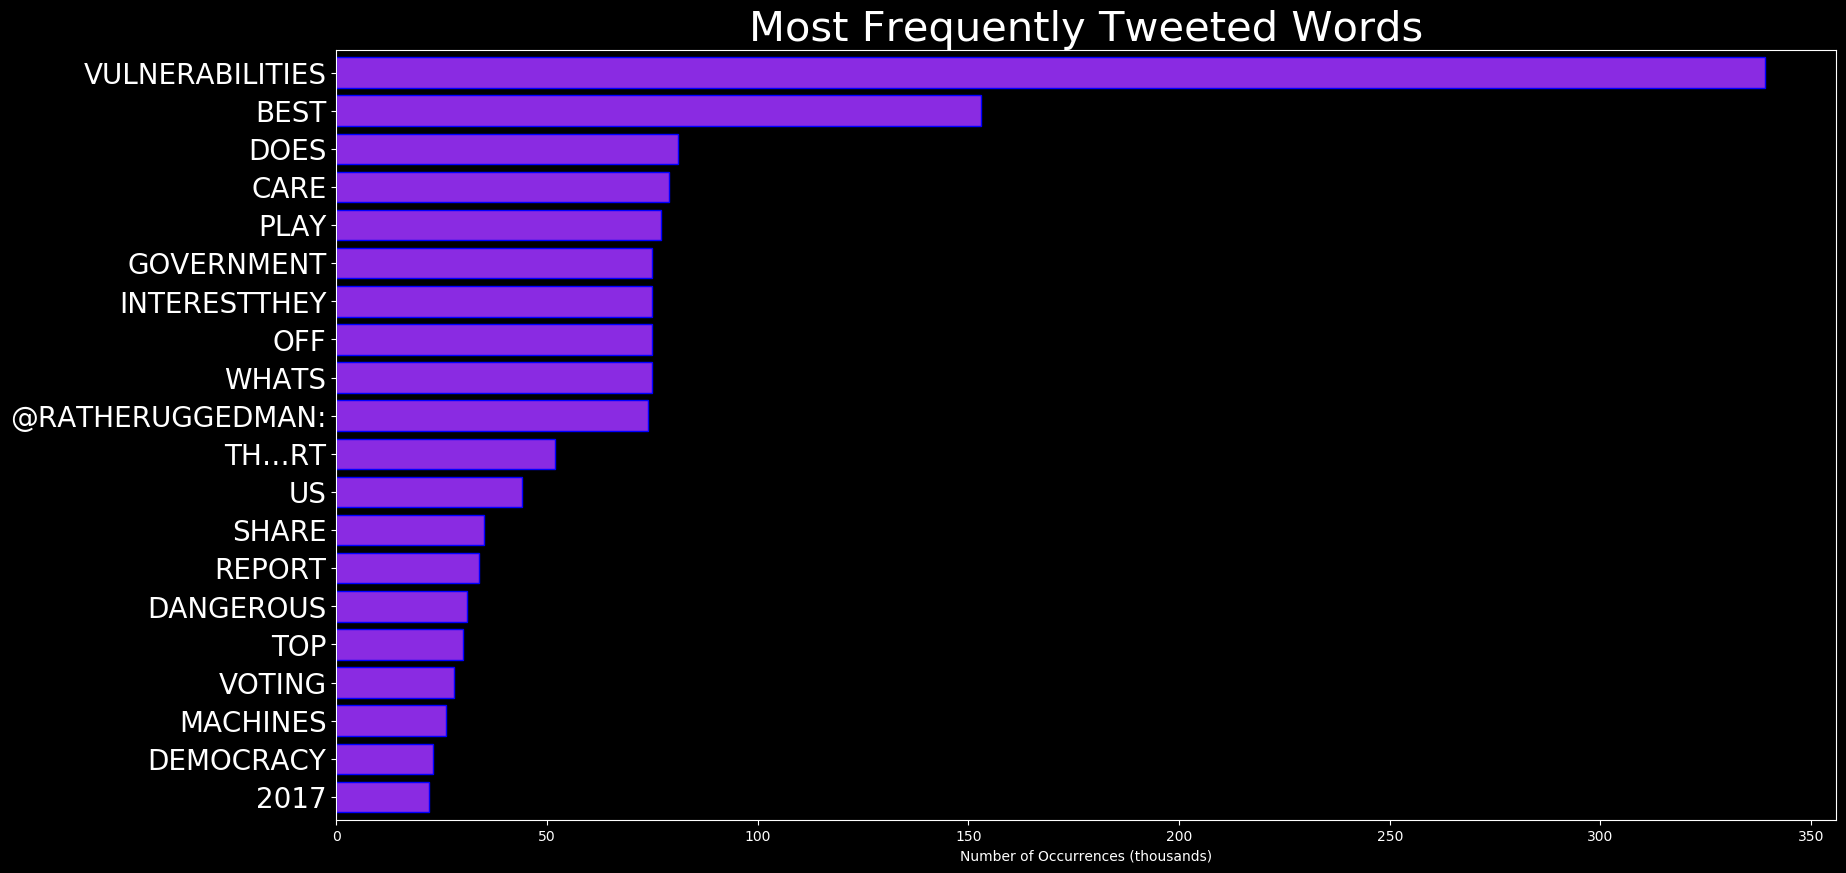 Most Frequently Tweeted Words
VULNERABILITIES
BEST
DOES
CARE
PLAY
GOVERNMENT
INTERESTTHEY
OFF
WHATS
@RATHERUGGEDMAN:
TH...RT
US
SHARE
REPORT
DANGEROUS
TOP
VOTING
MACHINES
DEMOCRACY
2017
0 50 100 150 200 250 300 350
Number of Occurrences (thousands)